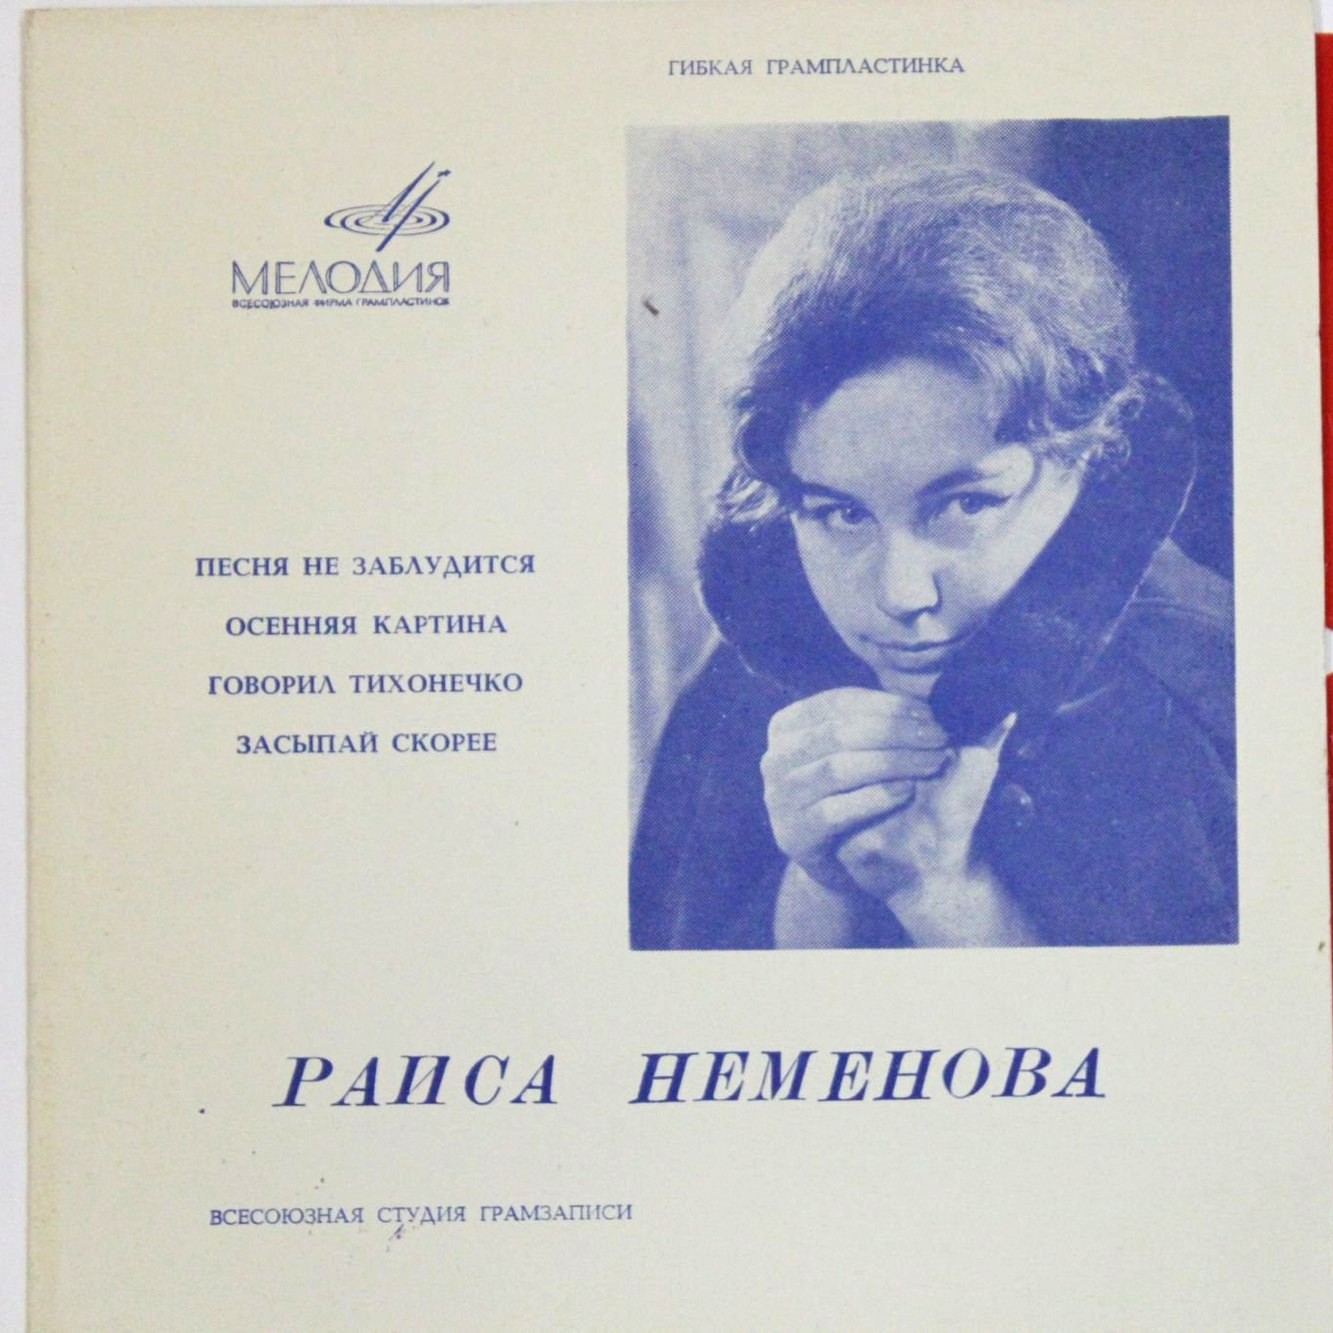 ГИБКАЯ ГРАМПЛАСТИНКА
МЕЛОДИЯ
ВСЕСОЮЗНАЯ ФИРМА ГРАМПЛАСТИНОК
ПЕСНЯ НЕ ЗАБЛУДИТСЯ
ОСЕННЯЯ КАРТИНА
ГОВОРИЛ ТИХОНЕЧКО
ЗАСЫПАЙ СКОРЕЕ
РАИСА НЕМЕНОВА
ВСЕСОЮЗНАЯ СТУДИЯ ГРАМЗАПИСИ